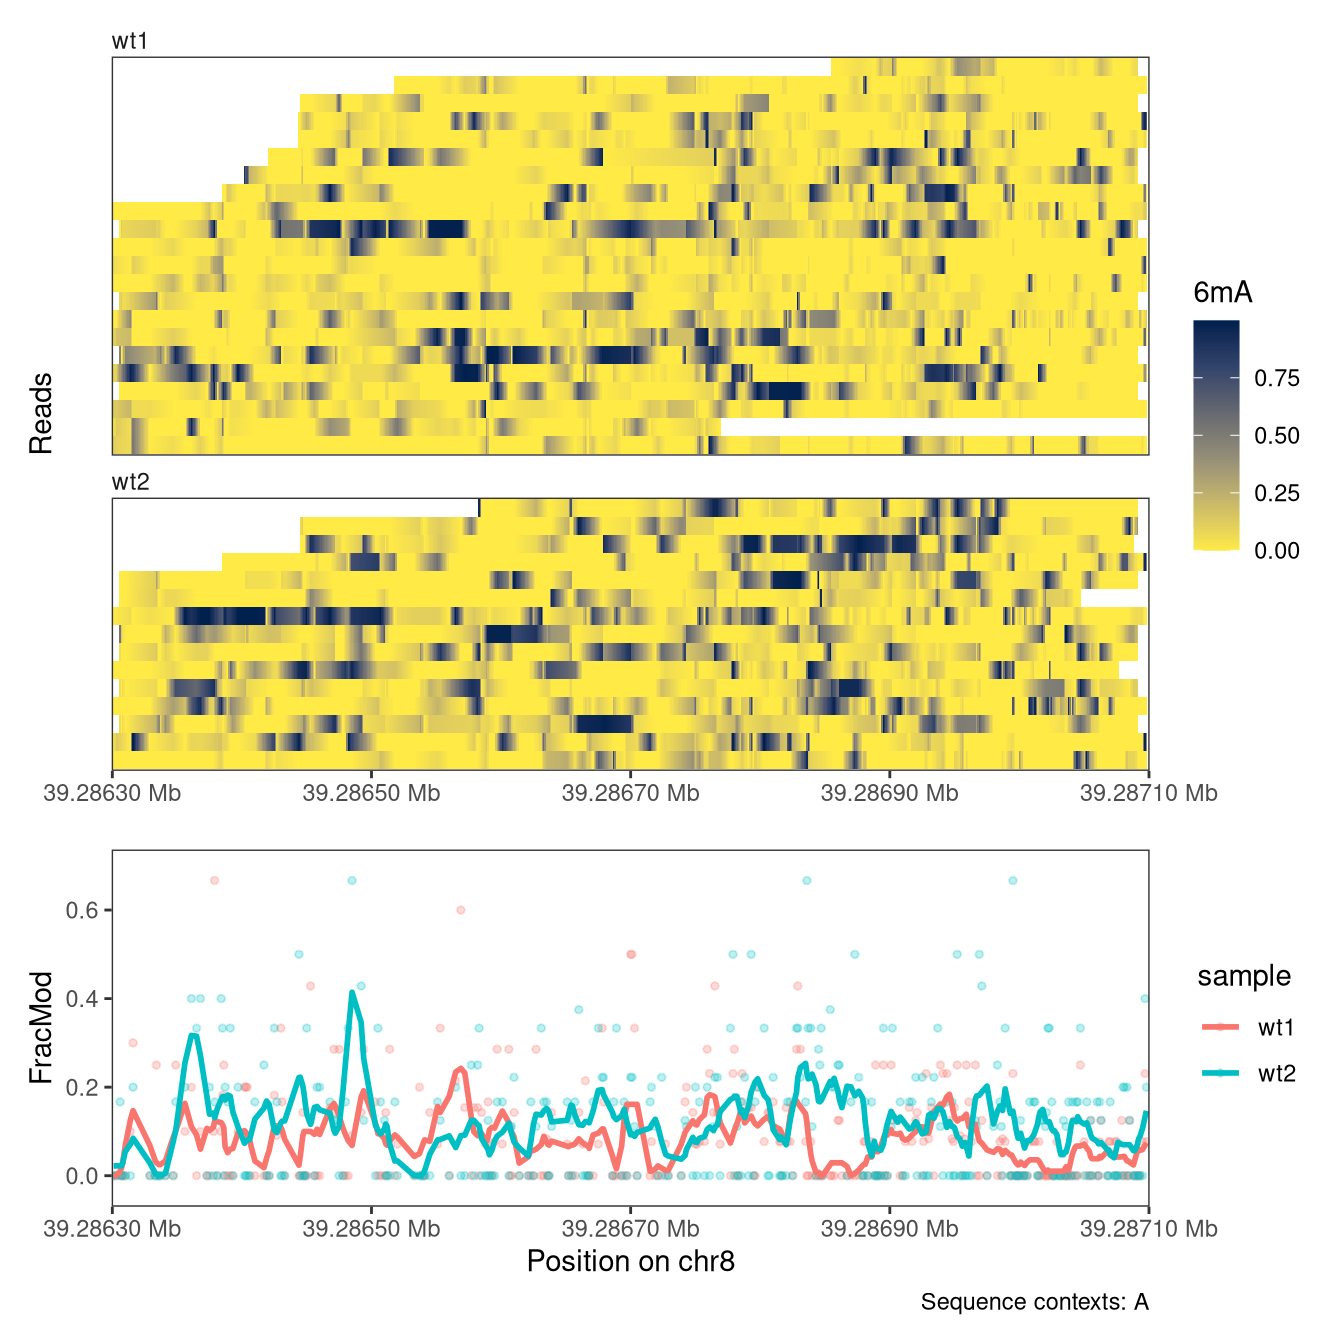 wt1
Reads
wt2
39.28630 Mb 39.28650 Mb 39.28670 Mb 39.28690 Mb 39.28710 Mb
6mA
0.75
0.50
0.25
0.00
FracMod
0.6
0.4
0.2
0.0
39.28630 Mb 39.28650 Mb 39.28670 Mb 39.28690 Mb 39.28710 Mb
Position on chr8
sample
wt1
wt2
Sequence contexts: A